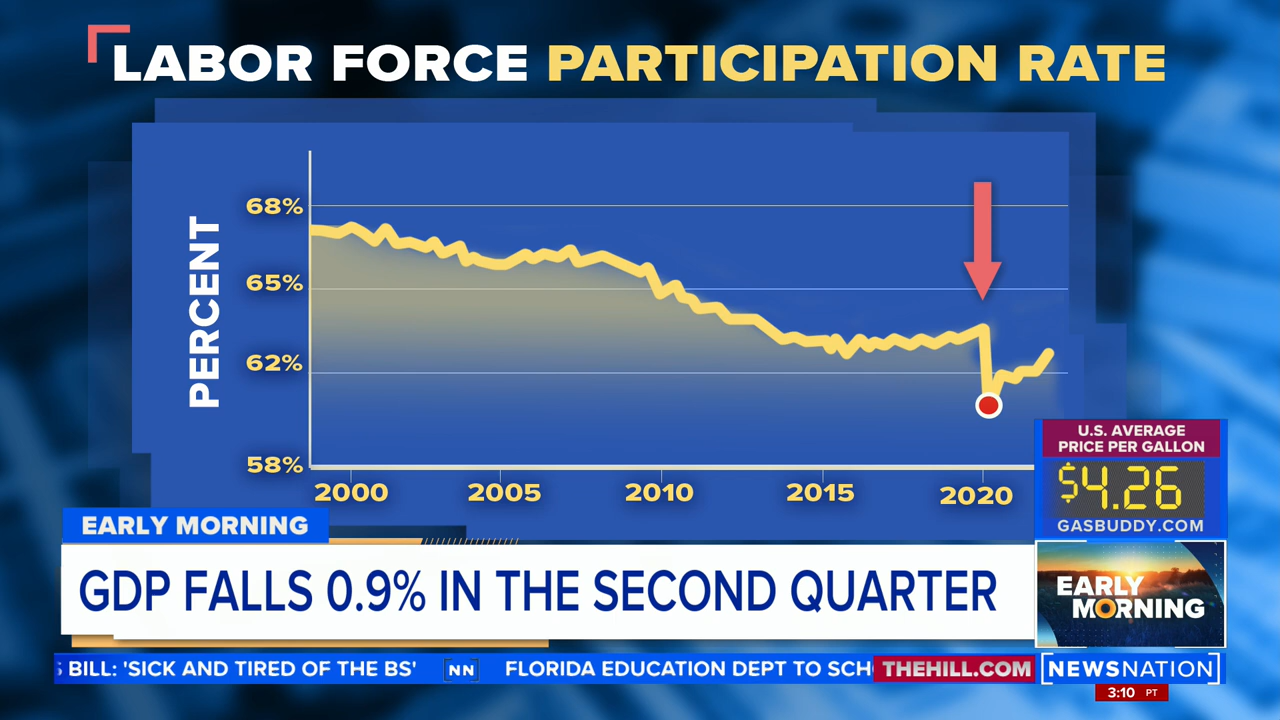 LABOR FORCE PARTICIPATION RATE
PERCENT
68%
65%
62%
58%
2000 2005 2010 2015 2020
U.S. AVERAGE
PRICE PER GALLON
$4.26
GASBUDDY.COM
EARLY MORNING
GDP FALLS 0.9% IN THE SECOND QUARTER
EARLY
MORNING
BILL: 'SICK AND TIRED OF THE BS' NN FLORIDA EDUCATION DEPT TO SCH THEHILL.COM NEWSNATION
3:10 PT